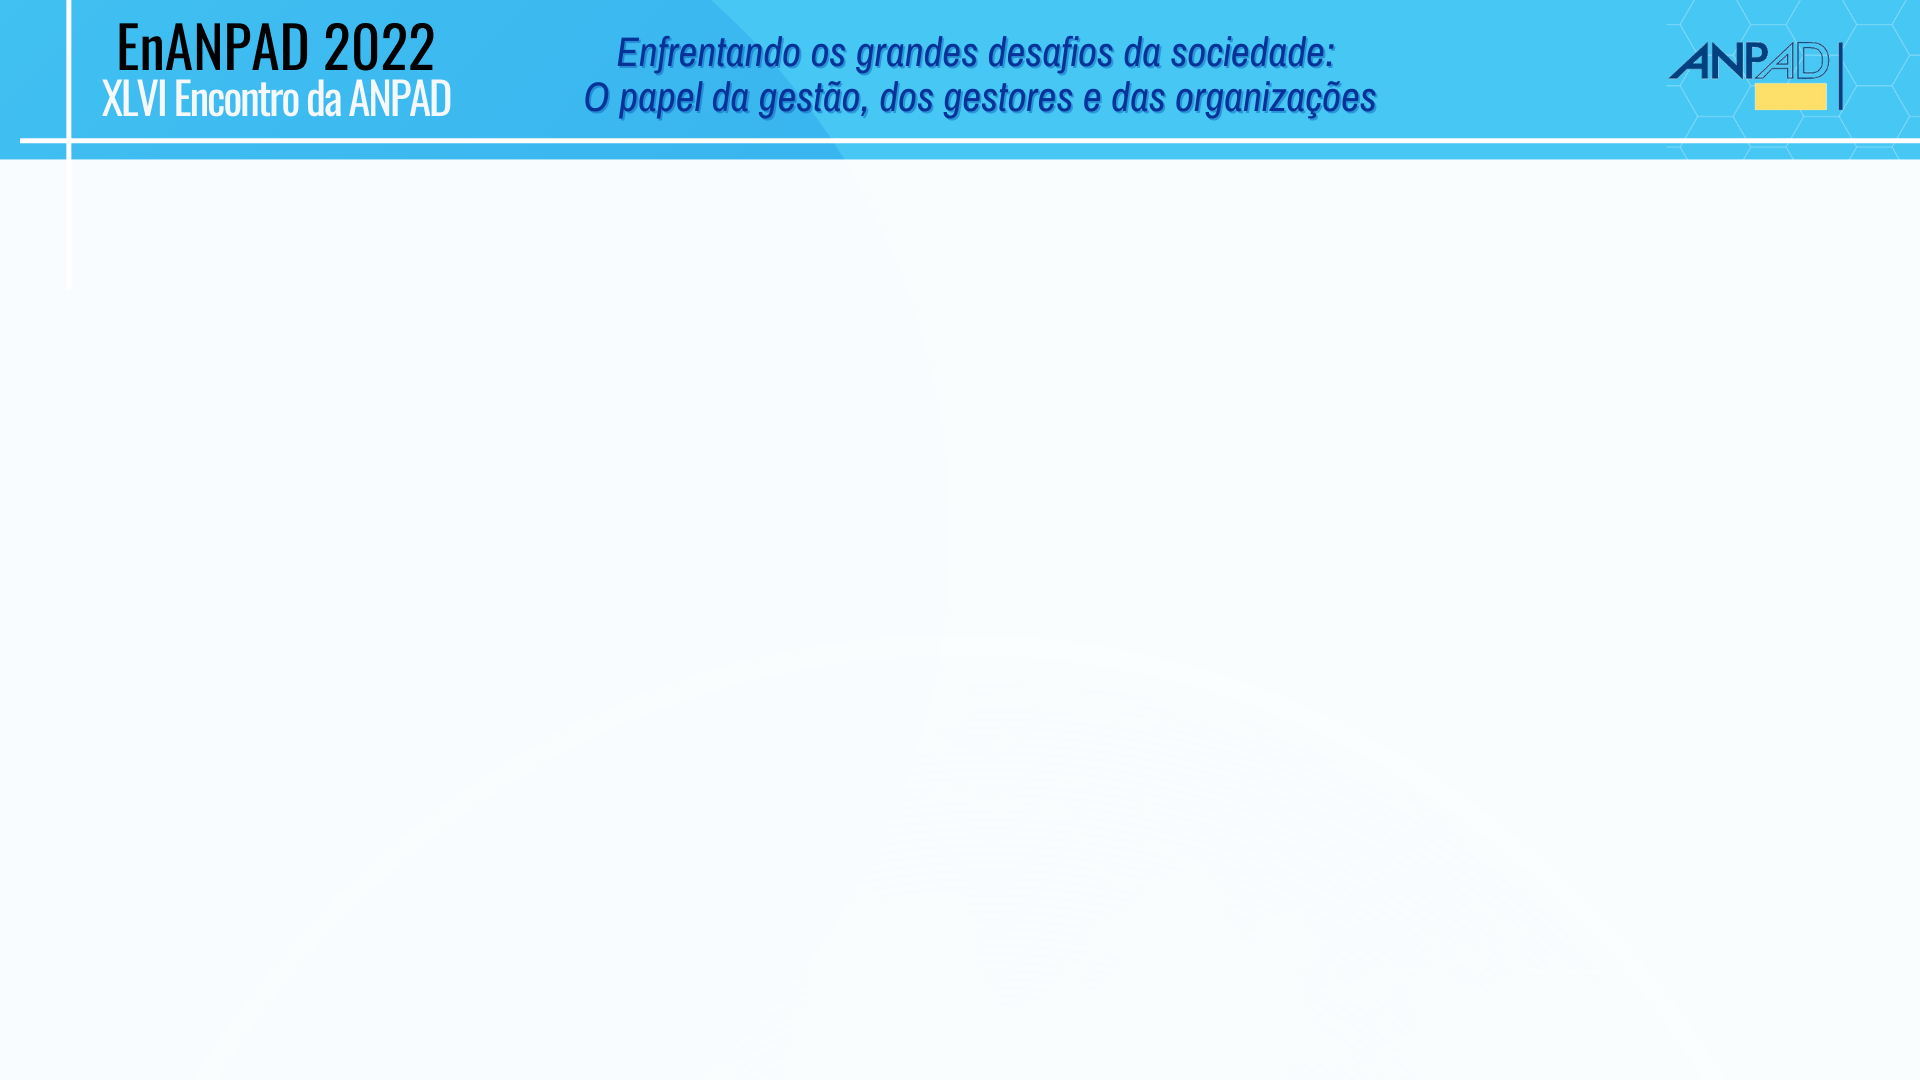 EnANPAD 2022
XLVI Encontro da ANPAD
Enfrentando os grandes desafios da sociedade:
O papel da gestão, dos gestores e das organizações
ANPAD